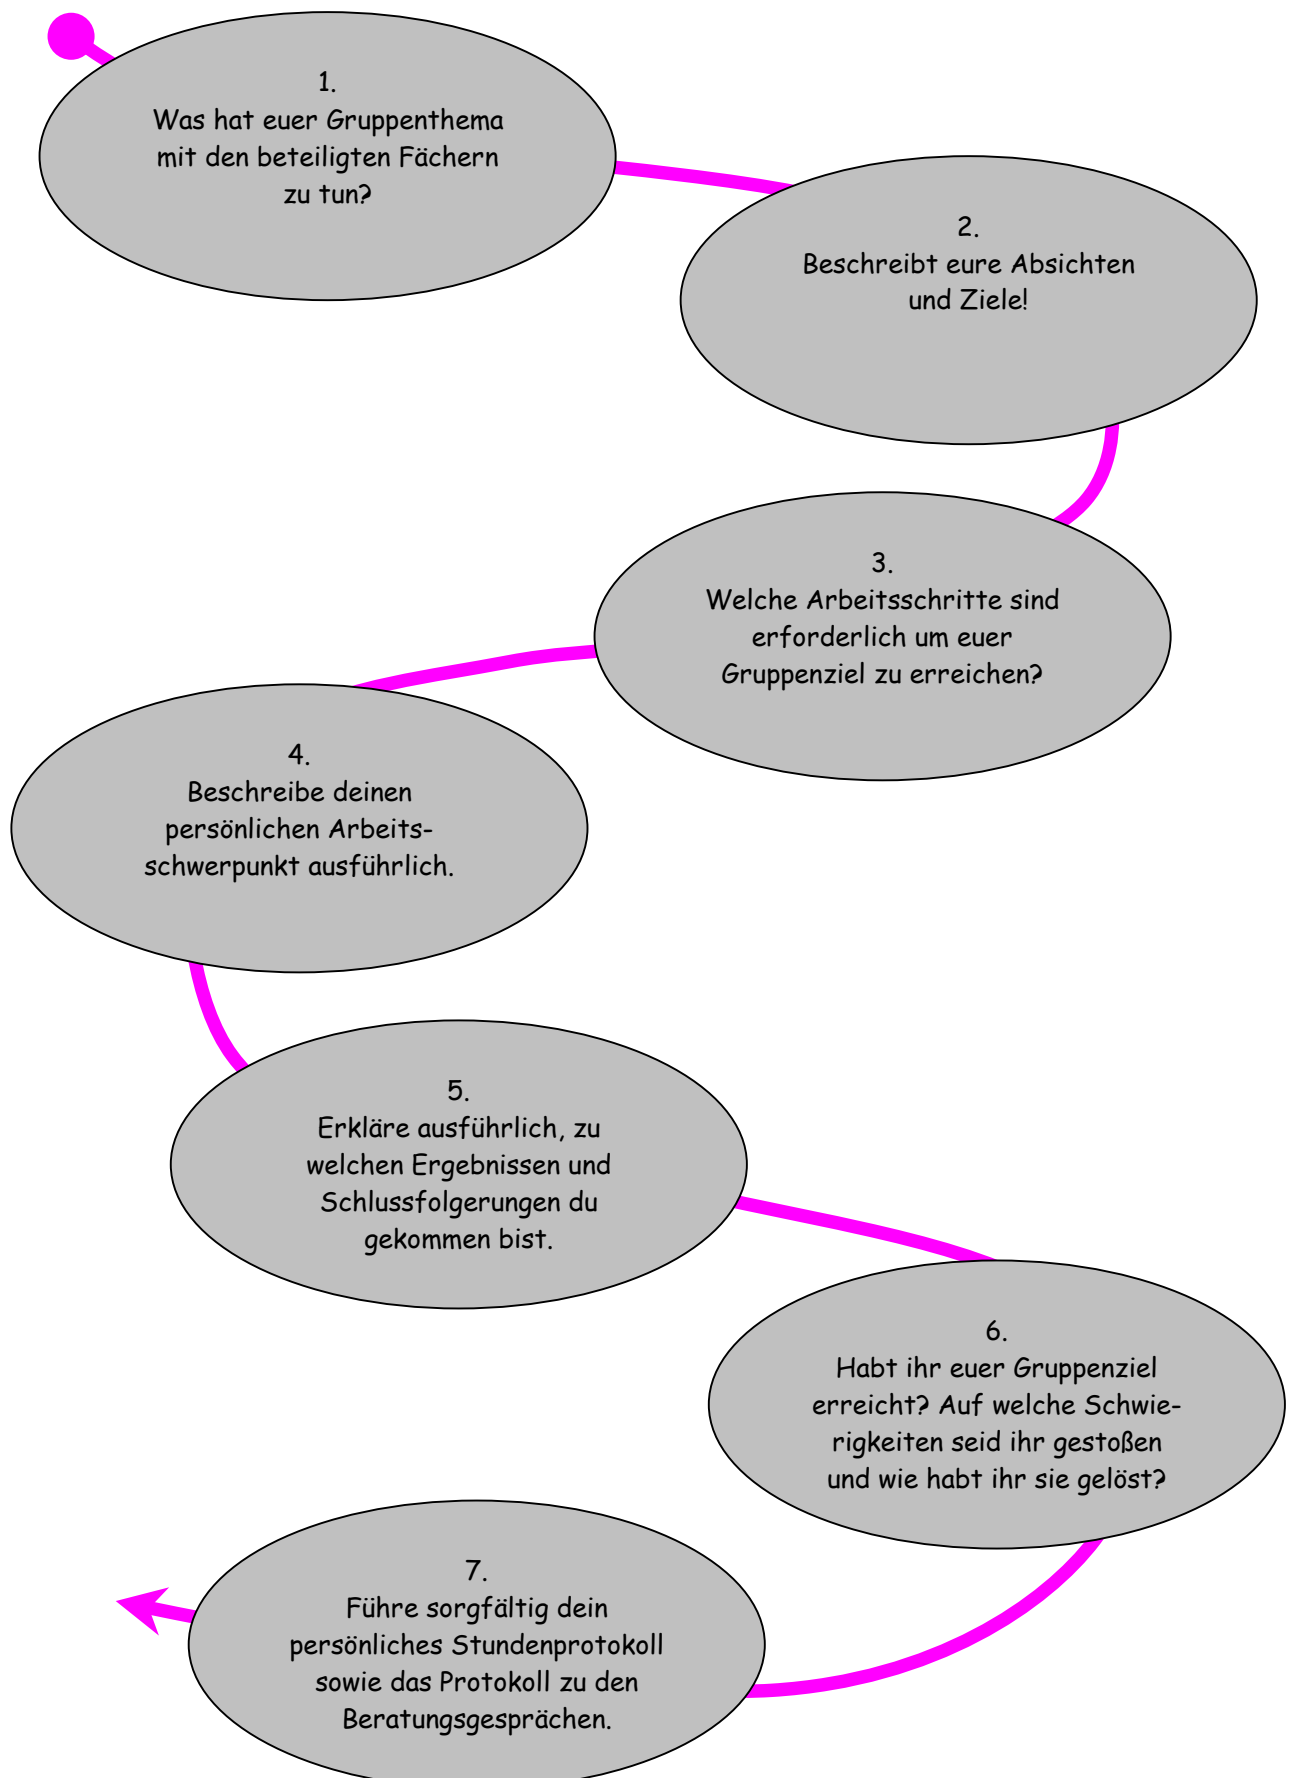 1.
Was hat euer Gruppenthema
mit den beteiligten Fächern
zu tun?
2.
Beschreibt eure Absichten
und Ziele!
3.
Welche Arbeitsschritte sind
erforderlich um euer
Gruppenziel zu erreichen?
4.
Beschreibe deinen
persönlichen Arbeits-
schwerpunkt ausführlich.
5.
Erkläre ausführlich, zu
welchen Ergebnissen und
Schlussfolgerungen du
gekommen bist.
6.
Habt ihr euer Gruppenziel
erreicht? Auf welche Schwie-
rigkeiten seid ihr gestoßen
und wie habt ihr sie gelöst?
7.
Führe sorgfältig dein
persönliches Stundenprotokoll
sowie das Protokoll zu den
Beratungsgesprächen.